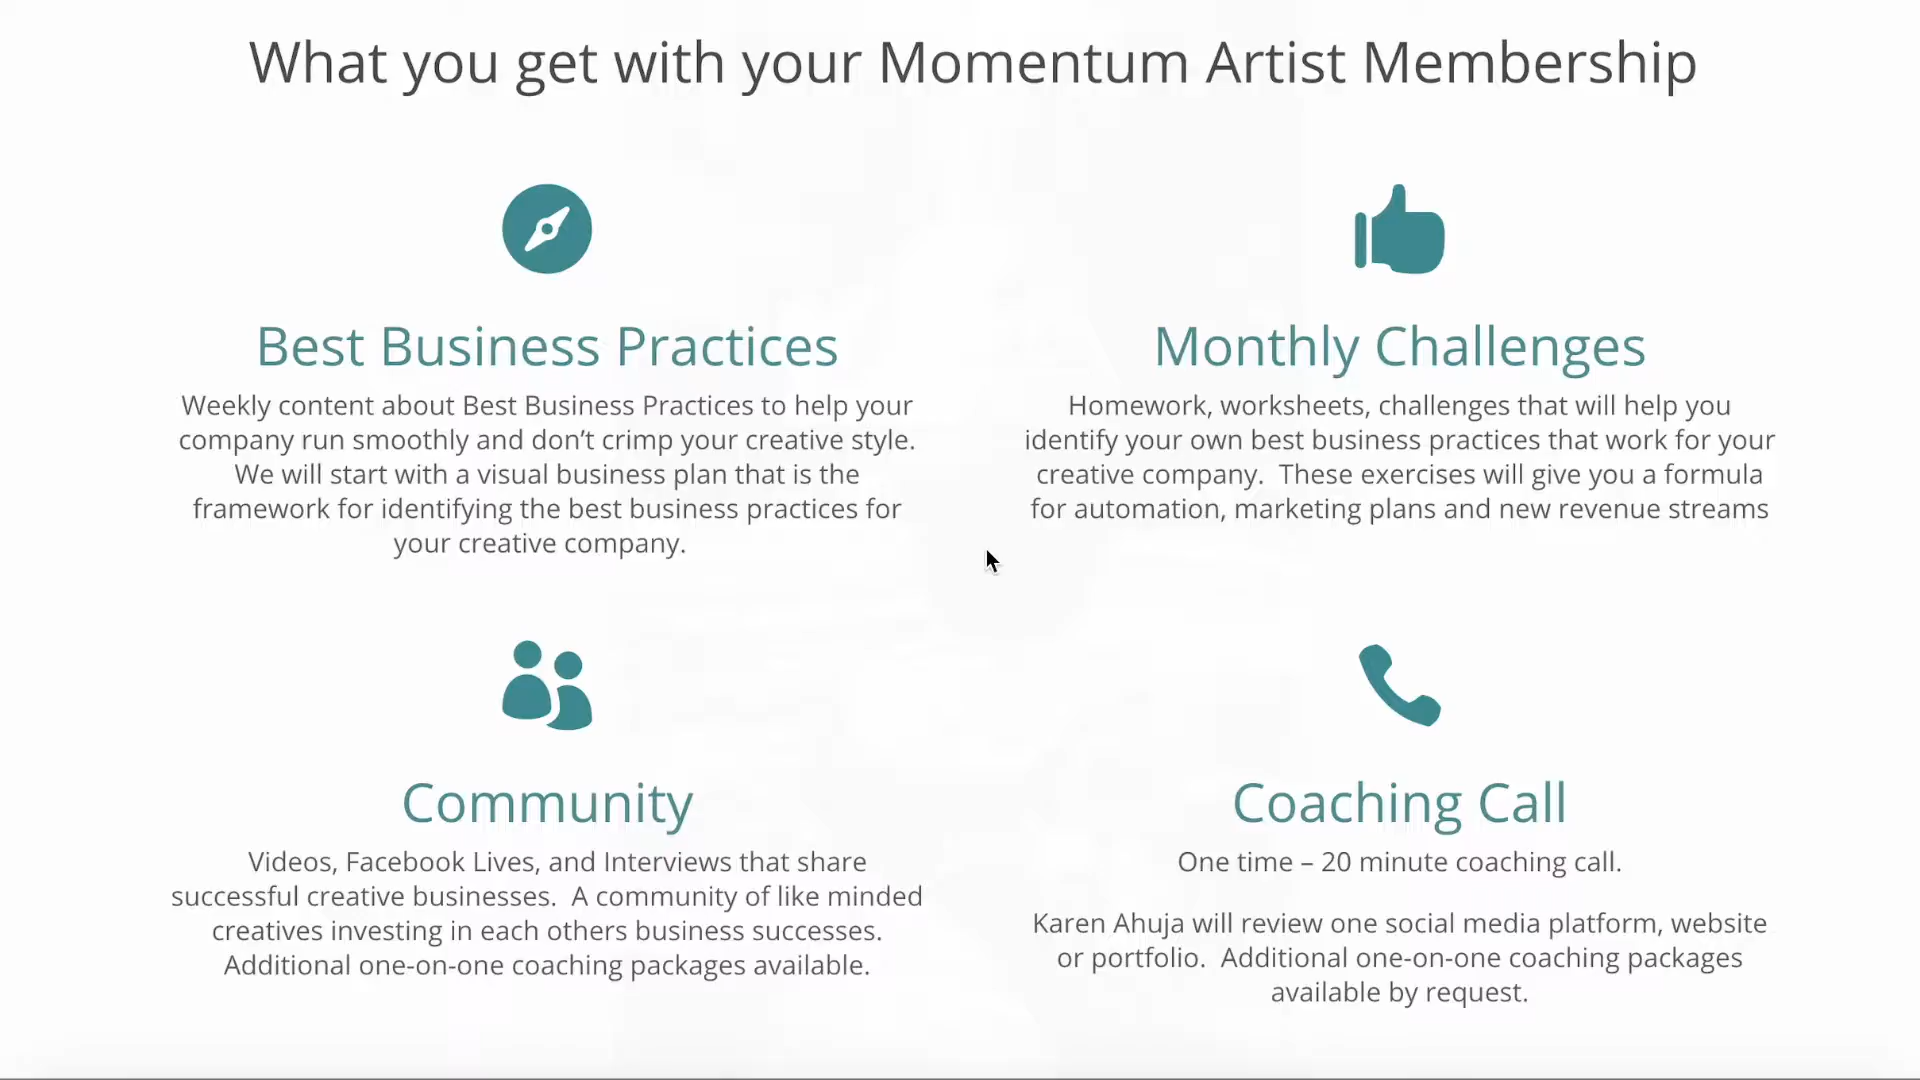 What you get with your Momentum Artist Membership
Best Business Practices
Weekly content about Best Business Practices to help your
company run smoothly and don’t crimp your creative style.
We will start with a visual business plan that is the
framework for identifying the best business practices for
your creative company.
Monthly Challenges
Homework, worksheets, challenges that will help you
identify your own best business practices that work for your
creative company.  These exercises will give you a formula
for automation, marketing plans and new revenue streams
Community
Videos, Facebook Lives, and Interviews that share
successful creative businesses.  A community of like minded
creatives investing in each others business successes.
Additional one-on-one coaching packages available.
Coaching Call
One time – 20 minute coaching call.
Karen Ahuja will review one social media platform, website
or portfolio.  Additional one-on-one coaching packages
available by request.